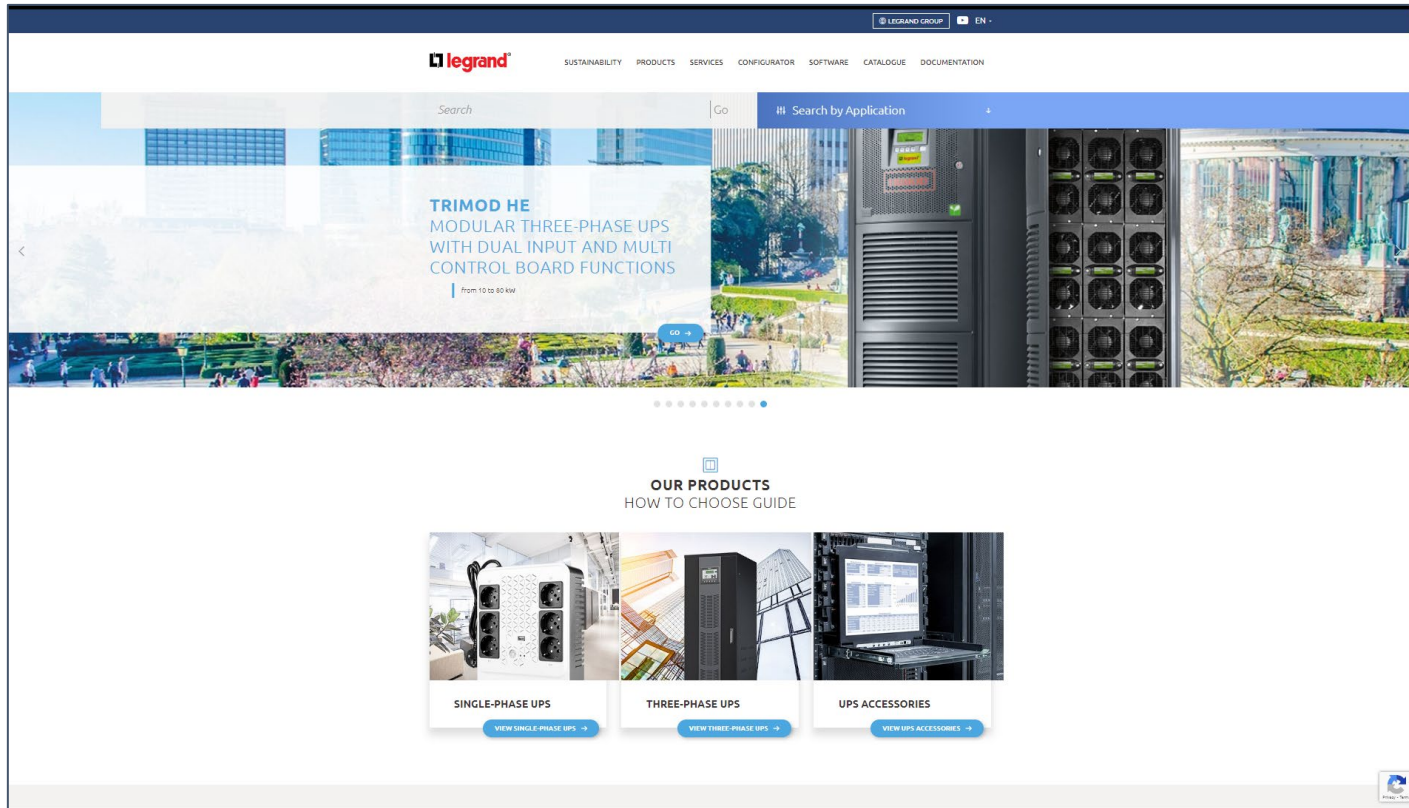 LEGRAND GROUP
EN
legrand®
SUSTAINABILITY PRODUCTS SERVICES CONFIGURATOR SOFTWARE CATALOGUE DOCUMENTATION
Search
Go
Search by Application
TRIMOD HE
MODULAR THREE-PHASE UPS
WITH DUAL INPUT AND MULTI
CONTROL BOARD FUNCTIONS
from 10 to 80 kW
GO →
OUR PRODUCTS
HOW TO CHOOSE GUIDE
SINGLE-PHASE UPS
VIEW SINGLE-PHASE UPS →
THREE-PHASE UPS
VIEW THREE-PHASE UPS →
UPS ACCESSORIES
VIEW UPS ACCESSORIES →